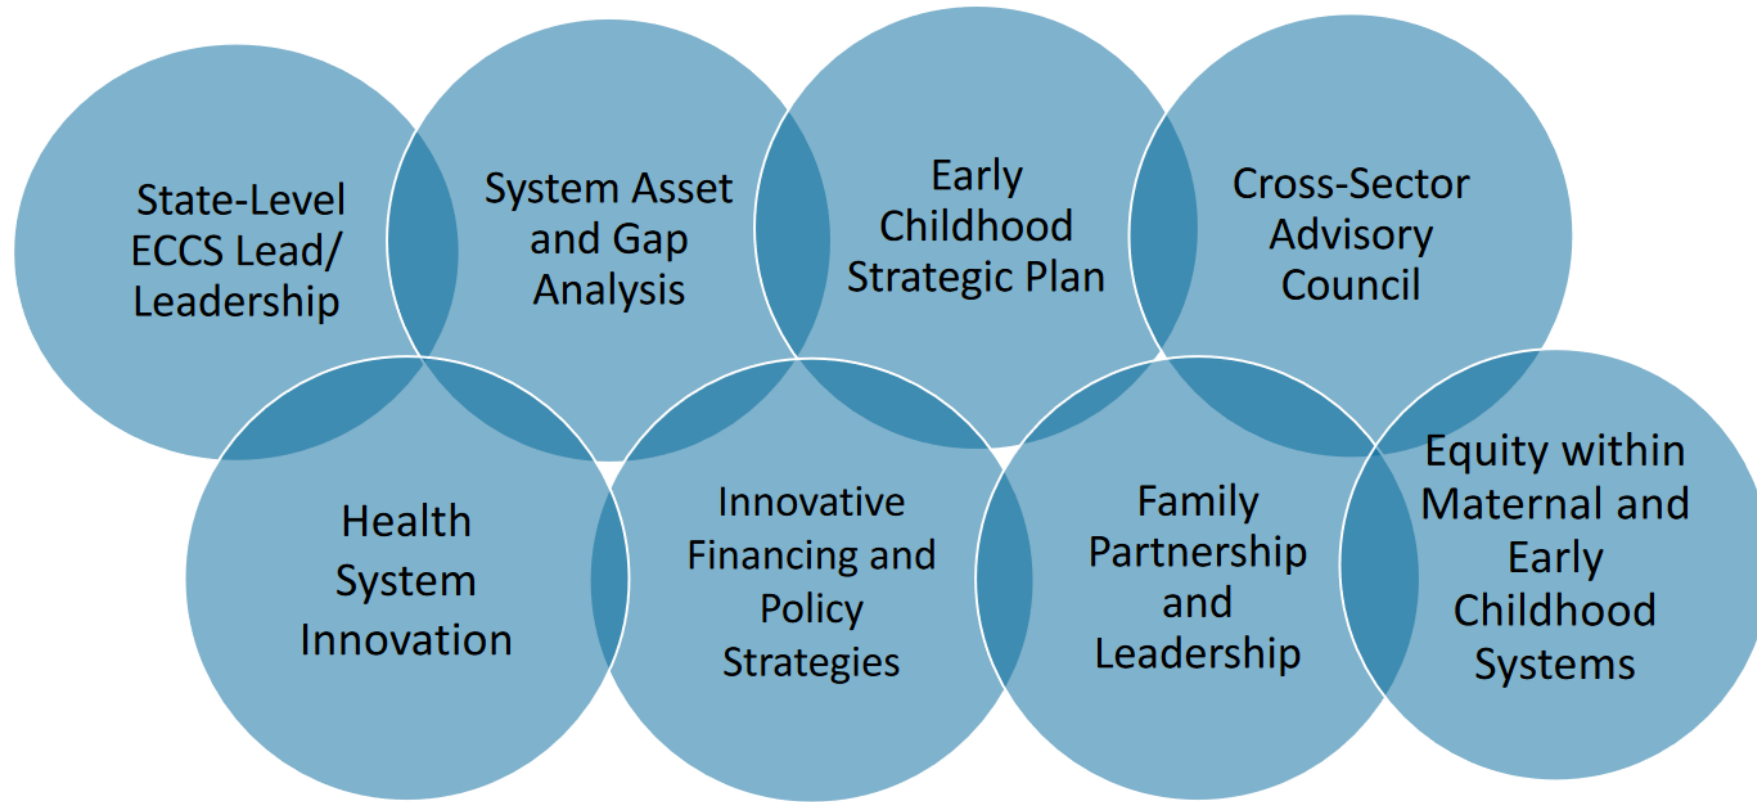 State-Level
ECCS Lead/
Leadership
System Asset
and Gap
Analysis
Early
Childhood
Strategic Plan
Cross-Sector
Advisory
Council
Health
System
Innovation
Innovative
Financing and
Policy
Strategies
Family
Partnership
and
Leadership
Equity within
Maternal and
Early
Childhood
Systems